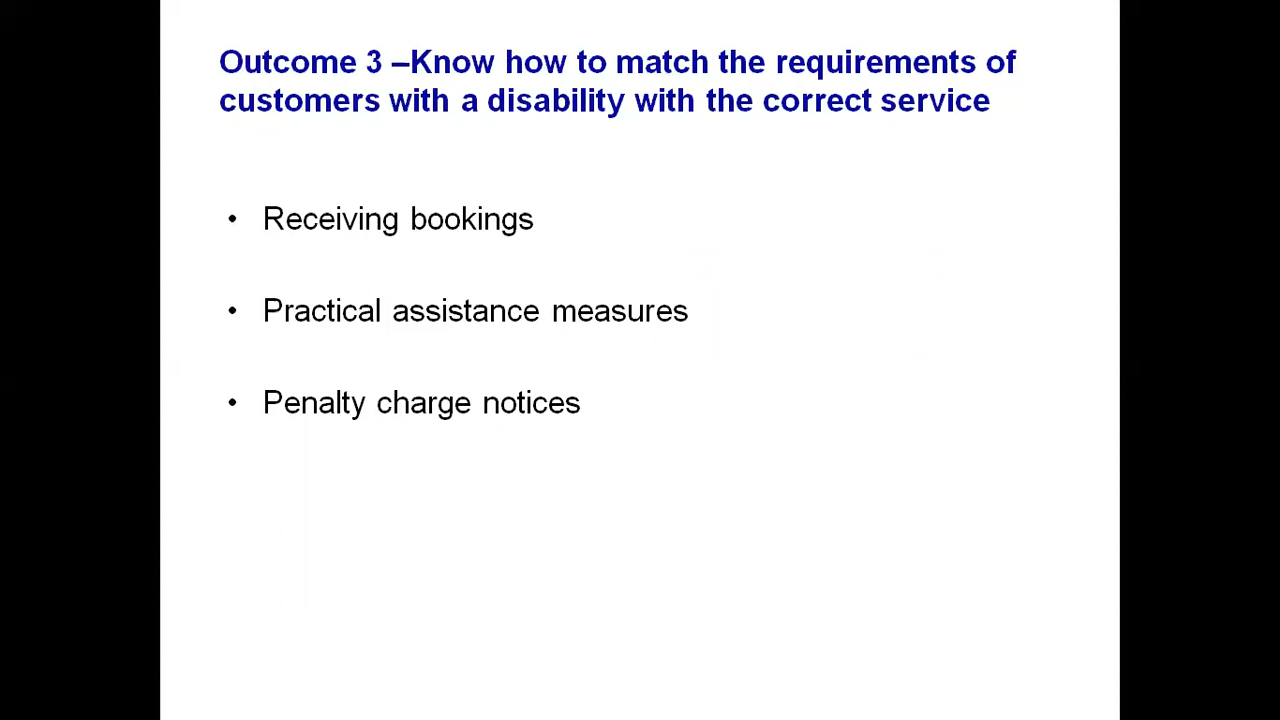 Outcome 3 –Know how to match the requirements of
customers with a disability with the correct service
• Receiving bookings
• Practical assistance measures
• Penalty charge notices